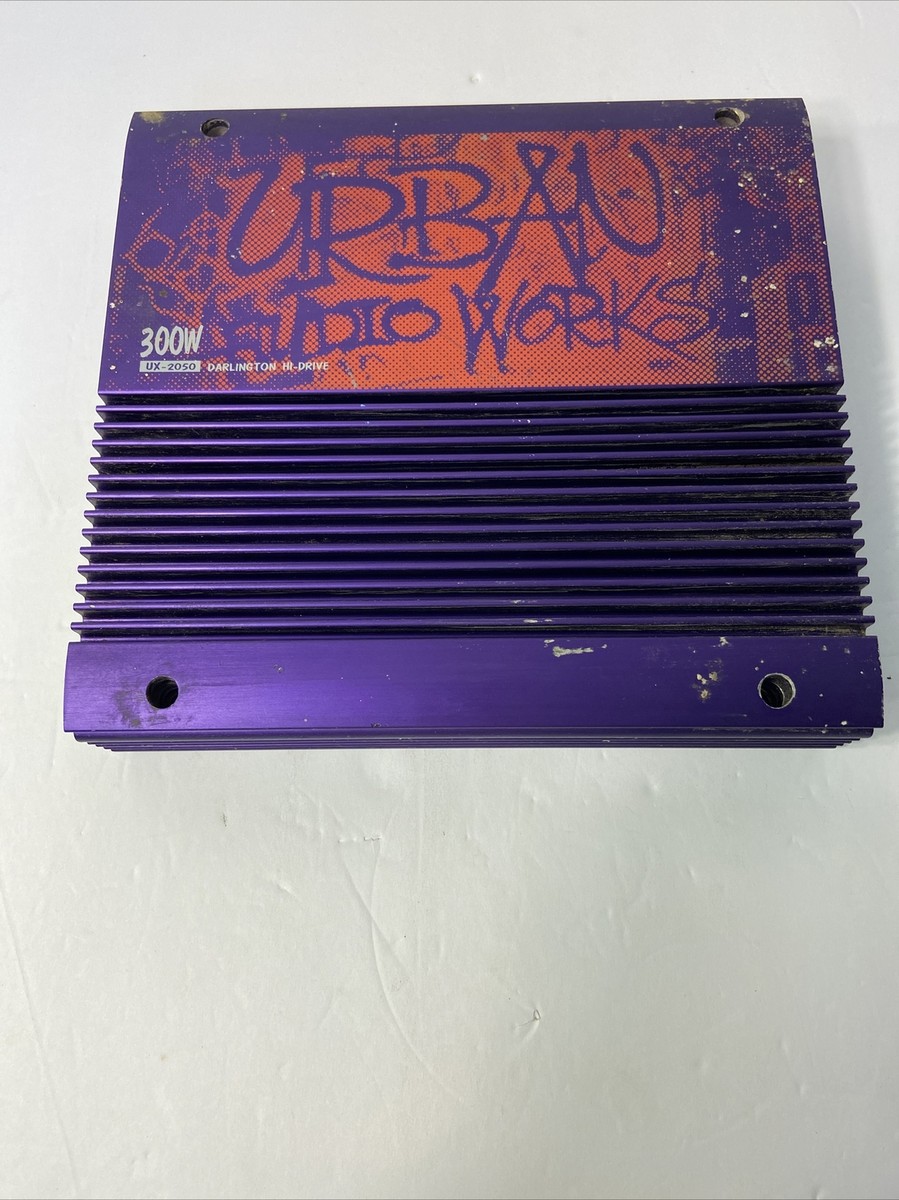 URBAN
AUDIO WORKS
300W
UX-2050 DARLINGTON HI-DRIVE